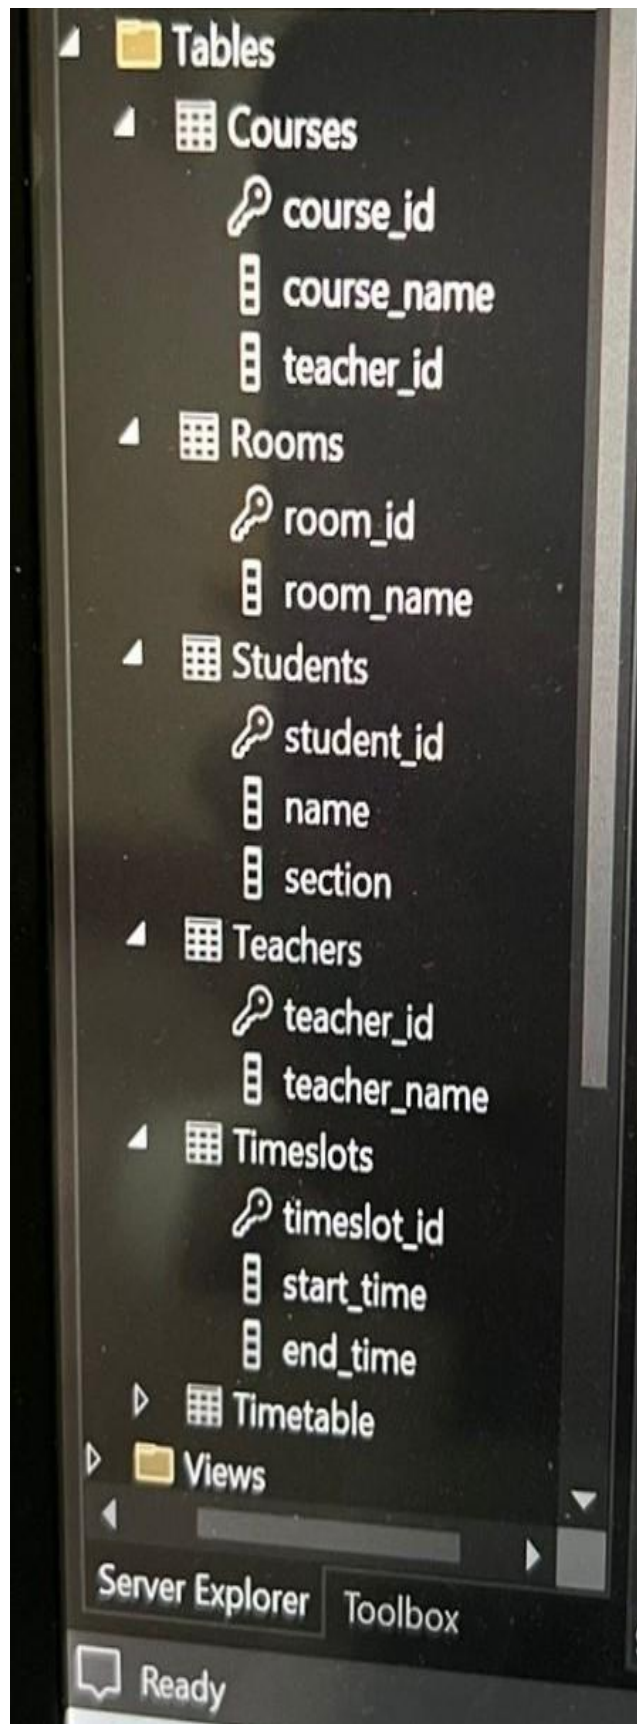 Tables
Courses
course_id
course_name
teacher_id
Rooms
room_id
room_name
Students
student_id
name
section
Teachers
teacher_id
teacher_name
Timeslots
timeslot_id
start_time
end_time
Timetable
Views
Server Explorer Toolbox
Ready